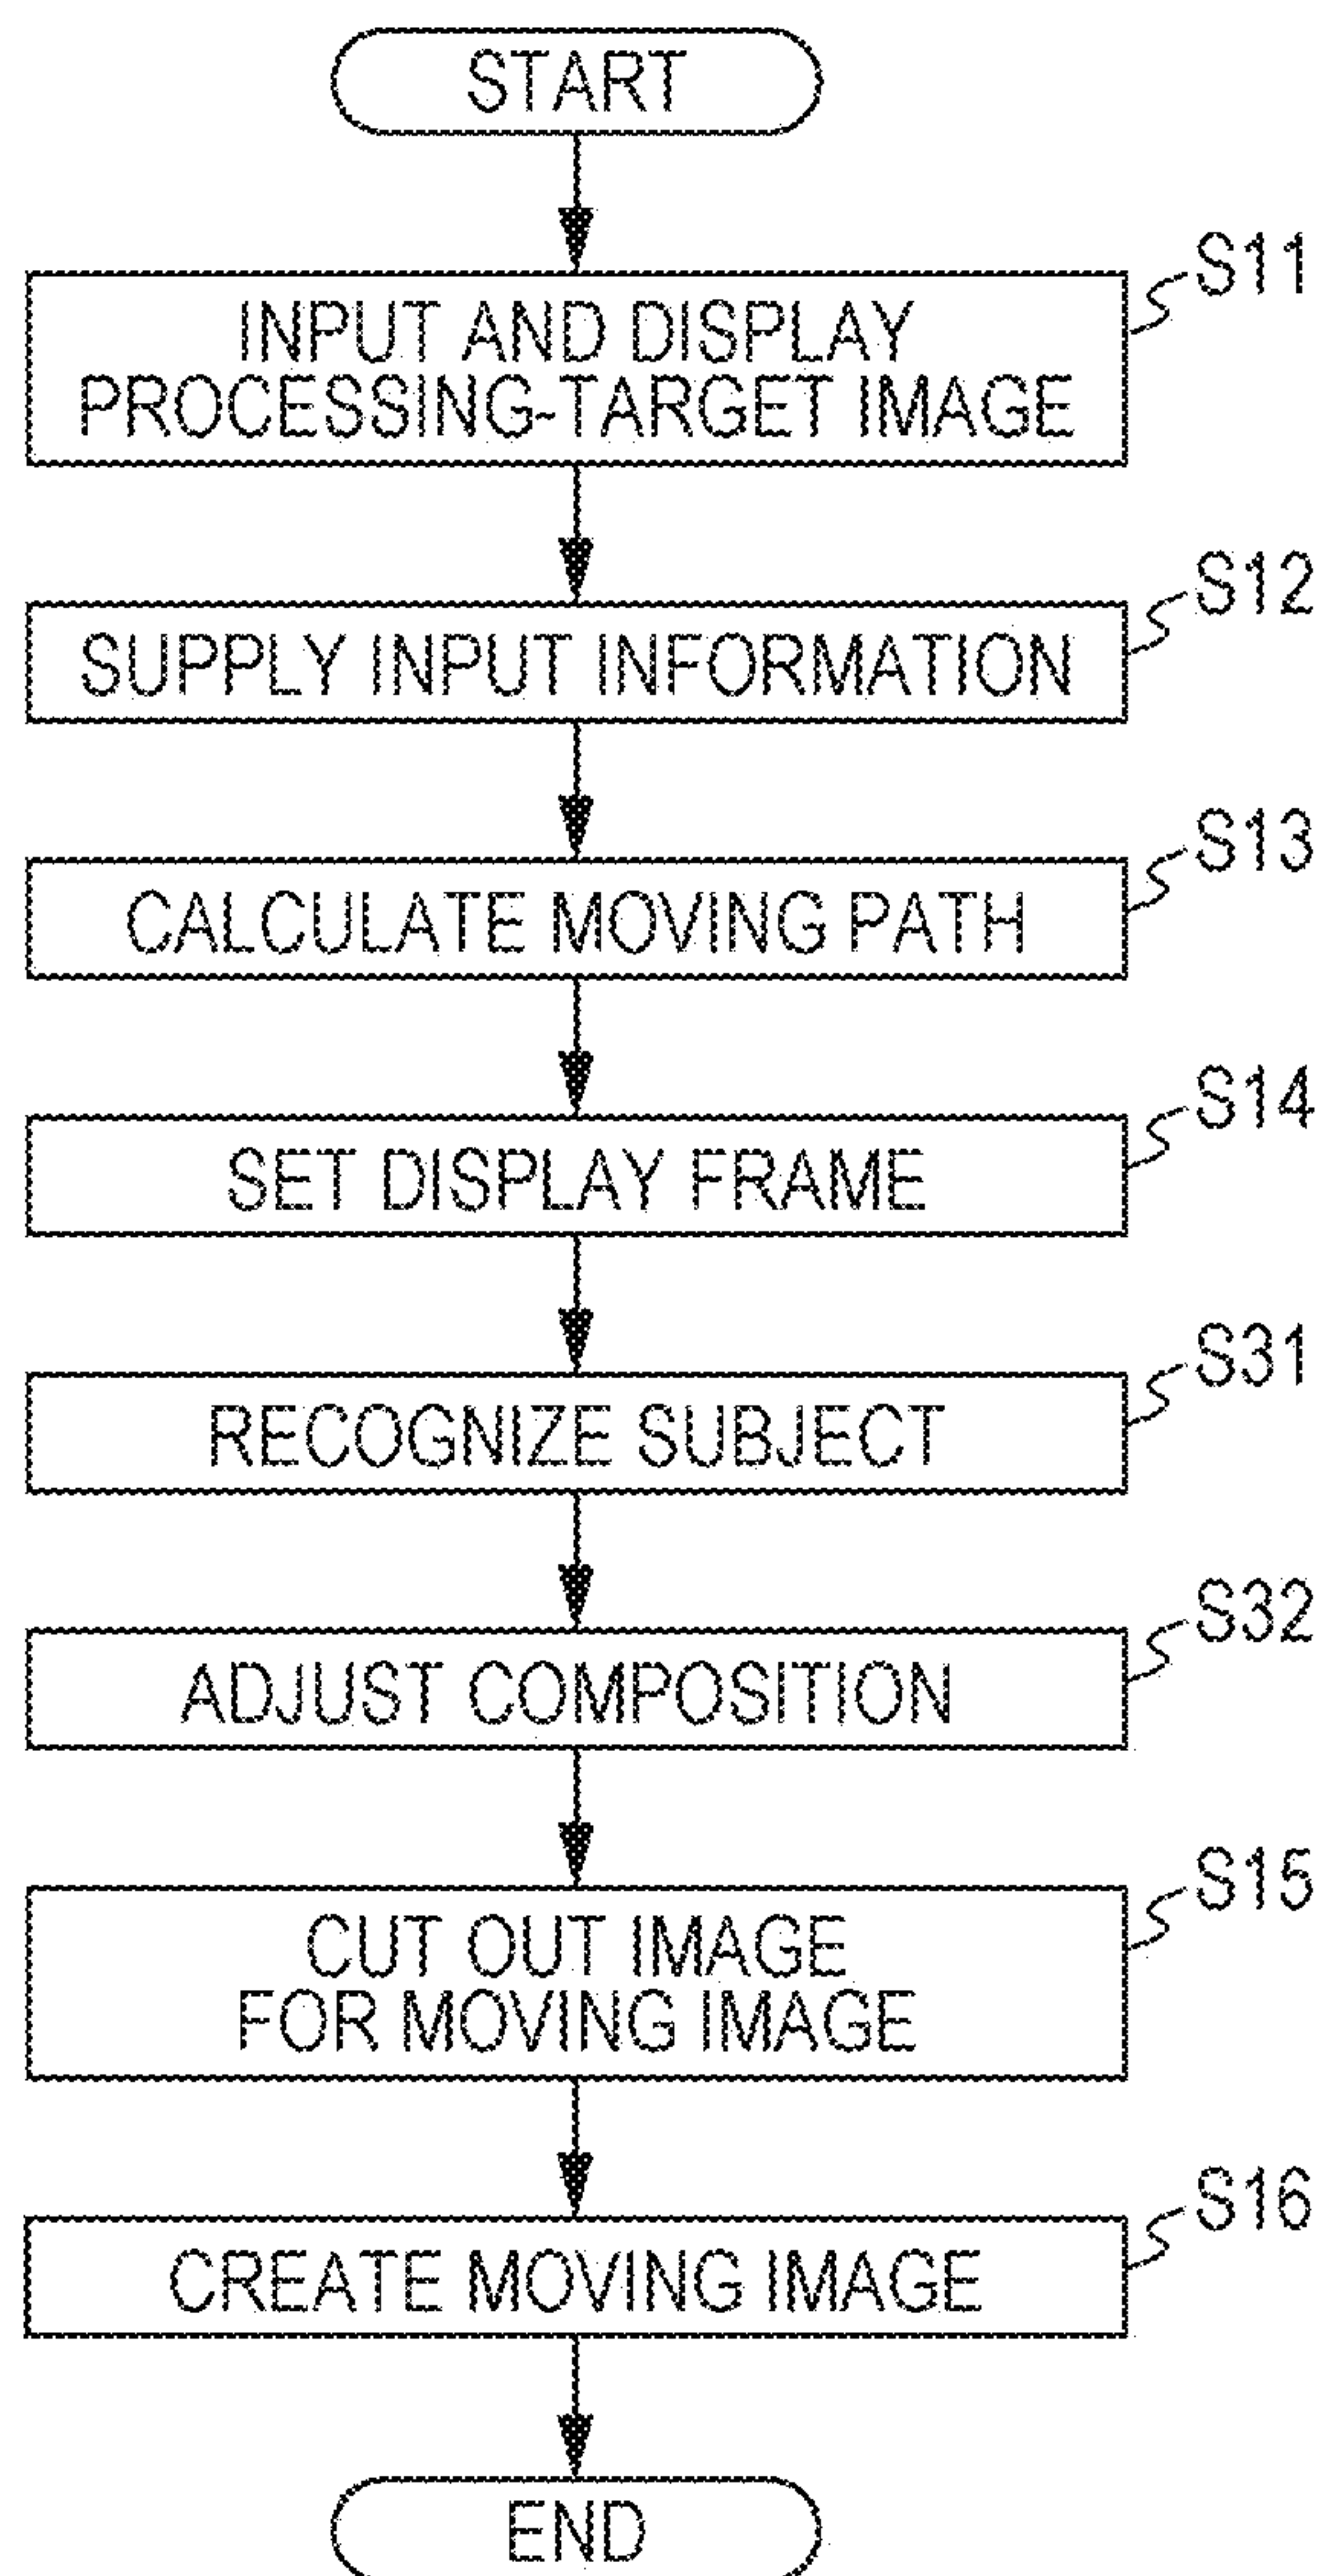 START
S11
INPUT AND DISPLAY
PROCESSING-TARGET IMAGE
S12
SUPPLY INPUT INFORMATION
S13
CALCULATE MOVING PATH
S14
SET DISPLAY FRAME
S31
RECOGNIZE SUBJECT
S32
ADJUST COMPOSITION
S15
CUT OUT IMAGE
FOR MOVING IMAGE
S16
CREATE MOVING IMAGE
END